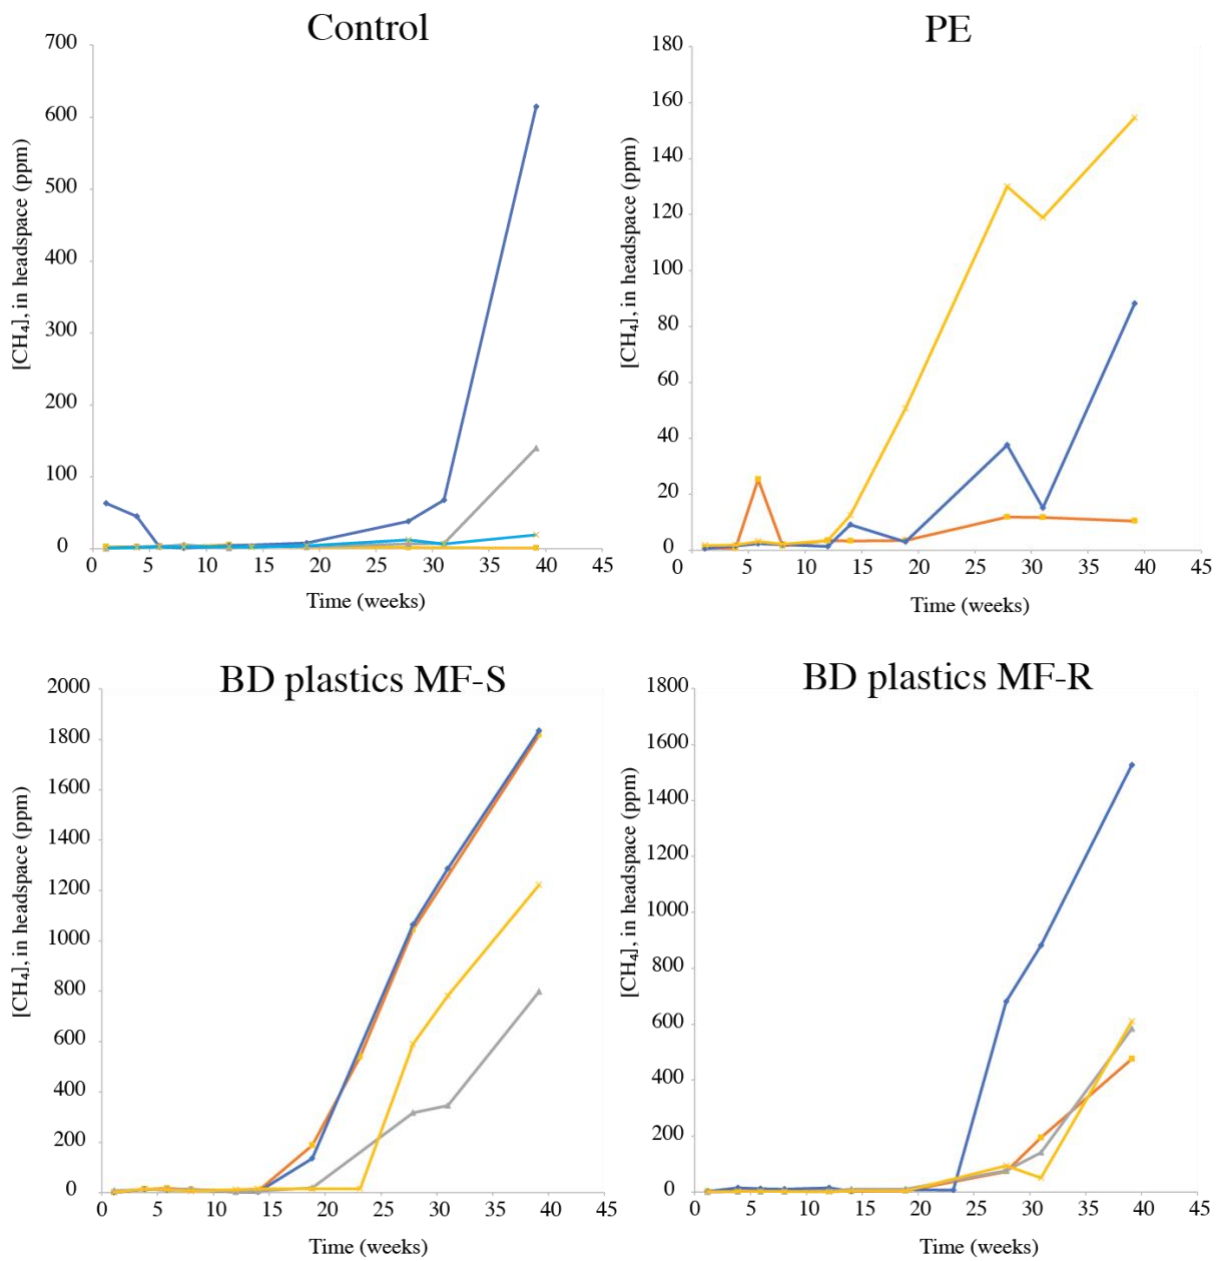 Control
[CH₄], in headspace (ppm)
700
600
500
400
300
200
100
0
0 5 10 15 20 25 30 35 40 45
Time (weeks)
PE
[CH₄], in headspace (ppm)
180
160
140
120
100
80
60
40
20
0
0 5 10 15 20 25 30 35 40 45
Time (weeks)
BD plastics MF-S
[CH₄], in headspace (ppm)
2000
1800
1600
1400
1200
1000
800
600
400
200
0
0 5 10 15 20 25 30 35 40 45
Time (weeks)
BD plastics MF-R
[CH₄], in headspace (ppm)
1800
1600
1400
1200
1000
800
600
400
200
0
0 5 10 15 20 25 30 35 40 45
Time (weeks)